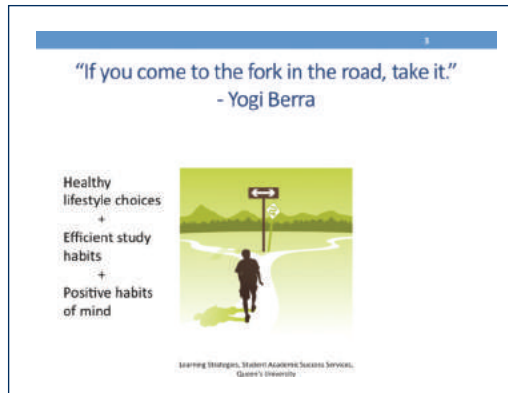 3
“If you come to the fork in the road, take it.”
- Yogi Berra
Healthy
lifestyle choices
+
Efficient study
habits
+
Positive habits
of mind
Learning Strategies, Student Academic Success Services,
Queen's University